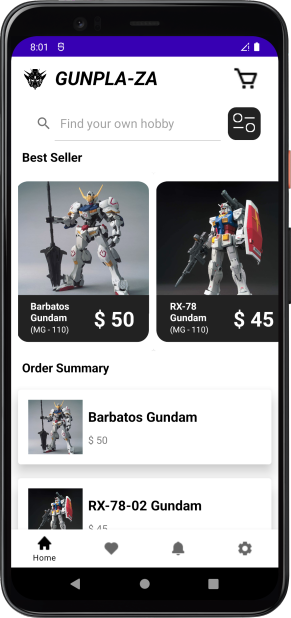 8:01
GUNPLA-ZA
Find your own hobby
Best Seller
Barbatos
Gundam
(MG - 110)
$ 50
RX-78
Gundam
(MG - 110)
$ 45
Order Summary
Barbatos Gundam
$ 50
RX-78-02 Gundam
$ 45
Home